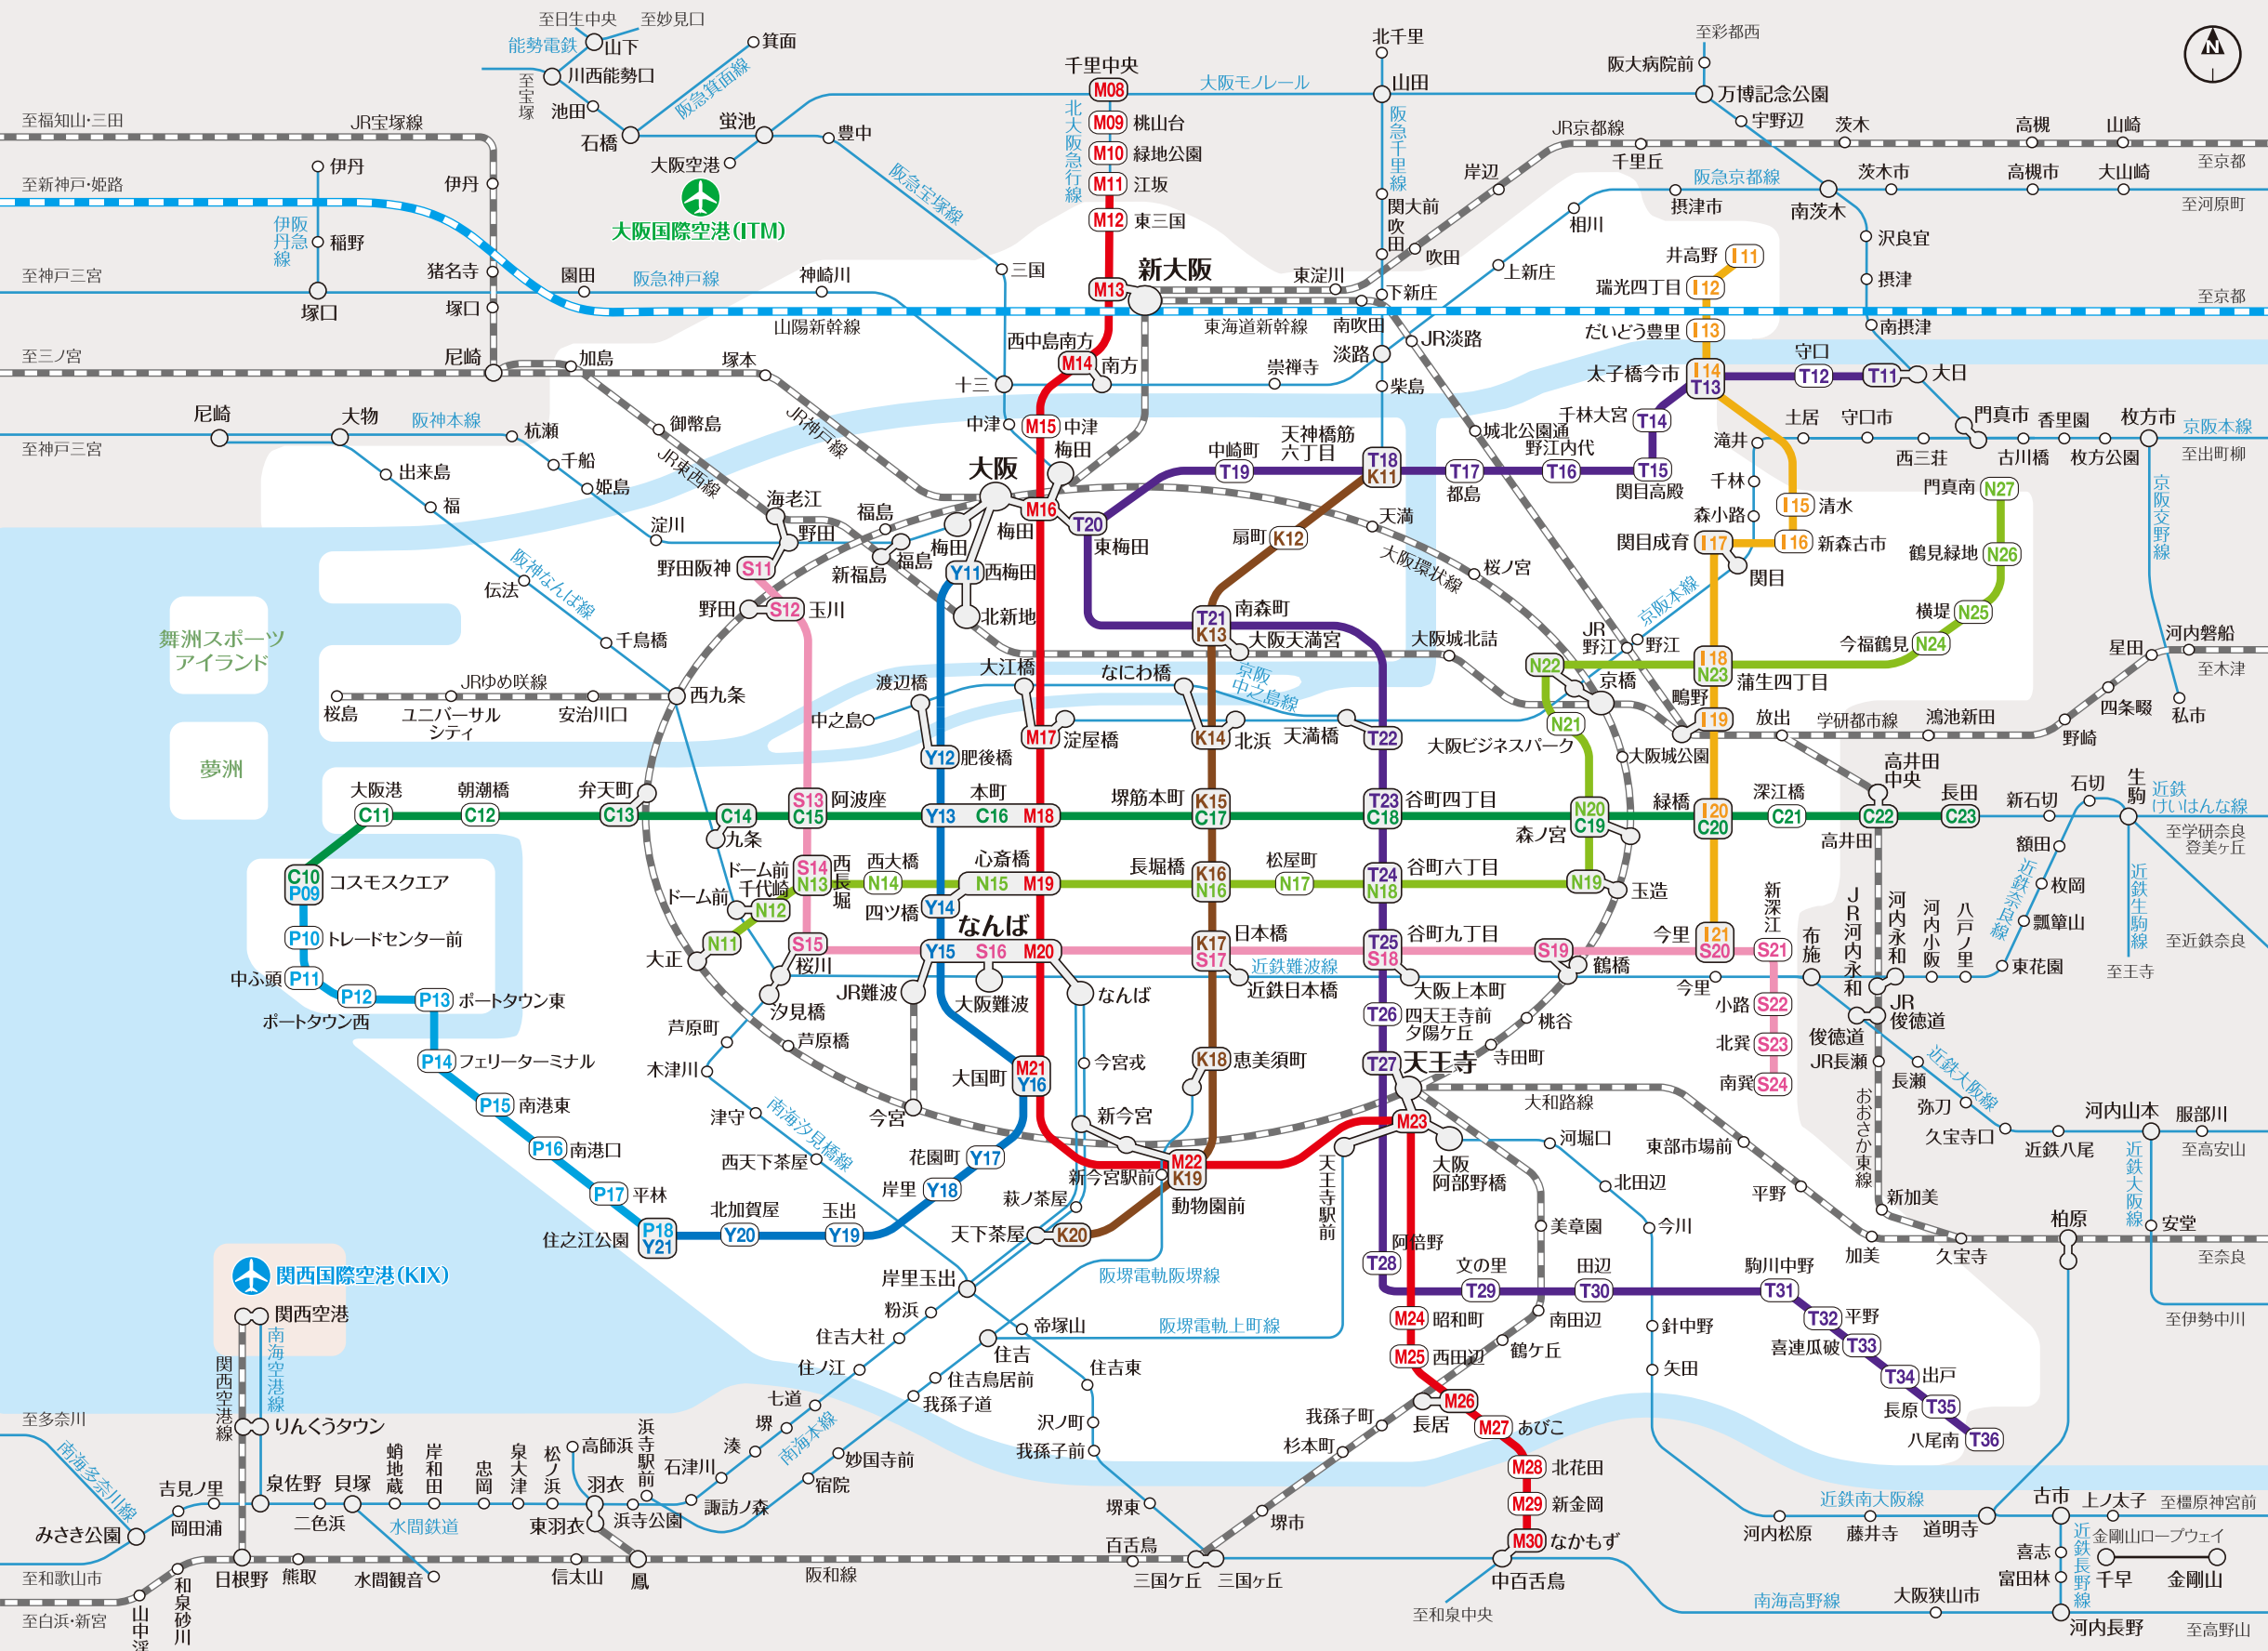 至日生中央
至妙見口
能勢電鉄
山下
箕面
川西能勢口
至宝塚
池田
阪急箕面線
石橋
蛍池
豊中
大阪空港
大阪国際空港(ITM)
阪急宝塚線
千里中央
M08
大阪モノレール
北大阪急行線
M09 桃山台
M10 緑地公園
M11 江坂
M12 東三国
北千里
山田
阪急千里線
関大前
吹田
吹田
岸辺
至彩都西
阪大病院前
万博記念公園
宇野辺
JR京都線
千里丘
茨木
高槻
山崎
至京都
阪急京都線
摂津市
南茨木
茨木市
高槻市
大山崎
至河原町
相川
上新庄
沢良宜
摂津
南摂津
N
至福知山・三田
JR宝塚線
至新神戸・姫路
伊丹
伊丹
阪急伊丹線
稲野
猪名寺
至神戸三宮
塚口
塚口
園田
阪急神戸線
神崎川
三国
山陽新幹線
至三ノ宮
尼崎
加島
塚本
新大阪
M13
東淀川
下新庄
東海道新幹線
南吹田
至京都
西中島南方
M14
南方
崇禅寺
淡路
JR淡路
柴島
十三
中津
M15 中津
井高野
I11
瑞光四丁目
I12
だいどう豊里
I13
太子橋今市
I14
T13
守口
T12
T11
大日
千林大宮
T14
城北公園通
野江内代
T16
T15
関目高殿
T17
都島
天神橋筋六丁目
T18
K11
中崎町
T19
土居
守口市
滝井
西三荘
門真市
古川橋
香里園
枚方公園
枚方市
京阪本線
至出町柳
千林
森小路
京阪交野線
門真南
N27
鶴見緑地
N26
横堤
N25
今福鶴見
N24
I15 清水
I16 新森古市
関目成育
I17
関目
京阪本線
尼崎
大物
阪神本線
杭瀬
至神戸三宮
千船
姫島
淀川
出来島
福
伝法
千鳥橋
阪神なんば線
御幣島
JR東西線
JR神戸線
海老江
野田
野田阪神
S11
福島
福島
新福島
大阪
梅田
梅田
梅田
M16
T20
東梅田
Y11 西梅田
北新地
扇町
K12
天満
大阪環状線
桜ノ宮
野田
S12 玉川
南森町
T21
K13
大阪天満宮
大阪城北詰
JR野江
野江
N22
京橋
I18
N23
蒲生四丁目
鴫野
I19
放出
学研都市線
鴻池新田
野崎
四条畷
星田
河内磐船
至木津
私市
舞洲スポーツ
アイランド
夢洲
桜島
JRゆめ咲線
ユニバーサル
シティ
安治川口
西九条
渡辺橋
中之島
大江橋
なにわ橋
京阪
中之島線
Y12 肥後橋
M17 淀屋橋
K14 北浜
天満橋
T22
N21
大阪ビジネスパーク
大阪城公園
高井田中央
大阪港
C11
朝潮橋
C12
弁天町
C13
C14
九条
S13
C15
阿波座
本町
Y13 C16 M18
堺筋本町
K15
C17
T23
C18
谷町四丁目
N20
C19
森ノ宮
緑橋
I20
C20
深江橋
C21
C22
高井田
長田
C23
新石切
石切
生駒
近鉄
けいはんな線
至学研奈良
登美ヶ丘
額田
枚岡
瓢箪山
東花園
近鉄奈良線
近鉄生駒線
至近鉄奈良
至王寺
C10
P09
コスモスクエア
P10 トレードセンター前
中ふ頭
P11
P12
ポートタウン西
P13
ポートタウン東
P14 フェリーターミナル
P15 南港東
P16 南港口
P17 平林
住之江公園
P18
Y21
ドーム前
千代崎
ドーム前
N12
N11
大正
S14
N13
西長堀
西大橋
N14
四ツ橋
Y14
心斎橋
N15 M19
長堀橋
K16
N16
松屋町
N17
谷町六丁目
T24
N18
N19
玉造
S15
桜川
汐見橋
なんば
Y15 S16 M20
JR難波
大阪難波
なんば
日本橋
K17
S17
近鉄難波線
近鉄日本橋
谷町九丁目
T25
S18
大阪上本町
S19
鶴橋
今里
I21
S20
今里
新深江
S21
小路
S22
北巽
S23
南巽
S24
布施
JR河内永和
河内永和
河内小阪
八戸ノ里
JR俊徳道
俊徳道
JR長瀬
長瀬
弥刀
近鉄大阪線
久宝寺口
近鉄八尾
河内山本
服部川
至高安山
おおさか東線
新加美
芦原町
芦原橋
木津川
津守
西天下茶屋
南海汐見橋線
今宮
大国町
M21
Y16
今宮戎
新今宮
K18 恵美須町
T26 四天王寺前
夕陽ケ丘
桃谷
寺田町
T27 天王寺
大和路線
M23
天王寺駅前
大阪
阿部野橋
河堀口
北田辺
今川
東部市場前
平野
加美
久宝寺
柏原
安堂
近鉄大阪線
至奈良
至伊勢中川
花園町
Y17
岸里
Y18
玉出
Y19
北加賀屋
Y20
新今宮駅前
M22
K19
動物園前
萩ノ茶屋
天下茶屋
K20
阪堺電軌阪堺線
阪堺電軌上町線
阿倍野
T28
文の里
T29
田辺
T30
美章園
南田辺
鶴ケ丘
駒川中野
T31
T32 平野
喜連瓜破
T33
T34 出戸
長原
T35
八尾南
T36
針中野
矢田
M24 昭和町
M25 西田辺
M26
長居
M27 あびこ
M28 北花田
M29 新金岡
M30 なかもず
中百舌鳥
我孫子町
杉本町
堺市
岸里玉出
粉浜
住吉大社
住ノ江
七道
堺
湊
石津川
南海本線
帝塚山
住吉
住吉鳥居前
我孫子道
住吉東
沢ノ町
我孫子前
堺東
妙国寺前
宿院
諏訪ノ森
浜寺駅前
浜寺公園
関西国際空港(KIX)
関西空港
関西空港線
南海空港線
りんくうタウン
至多奈川
南海多奈川線
みさき公園
吉見ノ里
岡田浦
泉佐野
二色浜
貝塚
蛸地蔵
岸和田
忠岡
泉大津
松ノ浜
高師浜
羽衣
東羽衣
水間鉄道
水間観音
至和歌山市
至白浜・新宮
山中渓
和泉砂川
日根野
熊取
信太山
鳳
阪和線
百舌鳥
三国ケ丘
三国ヶ丘
至和泉中央
南海高野線
大阪狭山市
河内長野
至高野山
近鉄南大阪線
河内松原
藤井寺
道明寺
古市
上ノ太子
至橿原神宮前
喜志
富田林
近鉄長野線
金剛山ロープウェイ
千早
金剛山